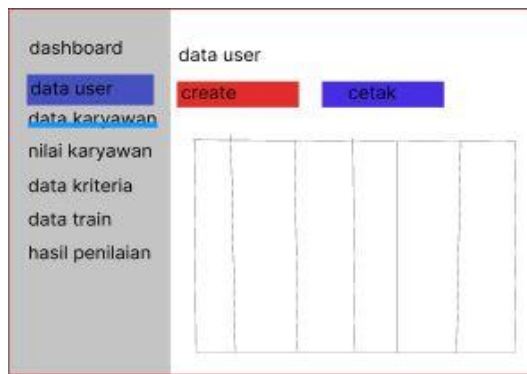 dashboard
data user
data karyawan
nilai karyawan
data kriteria
data train
hasil penilaian
data user
create
cetak